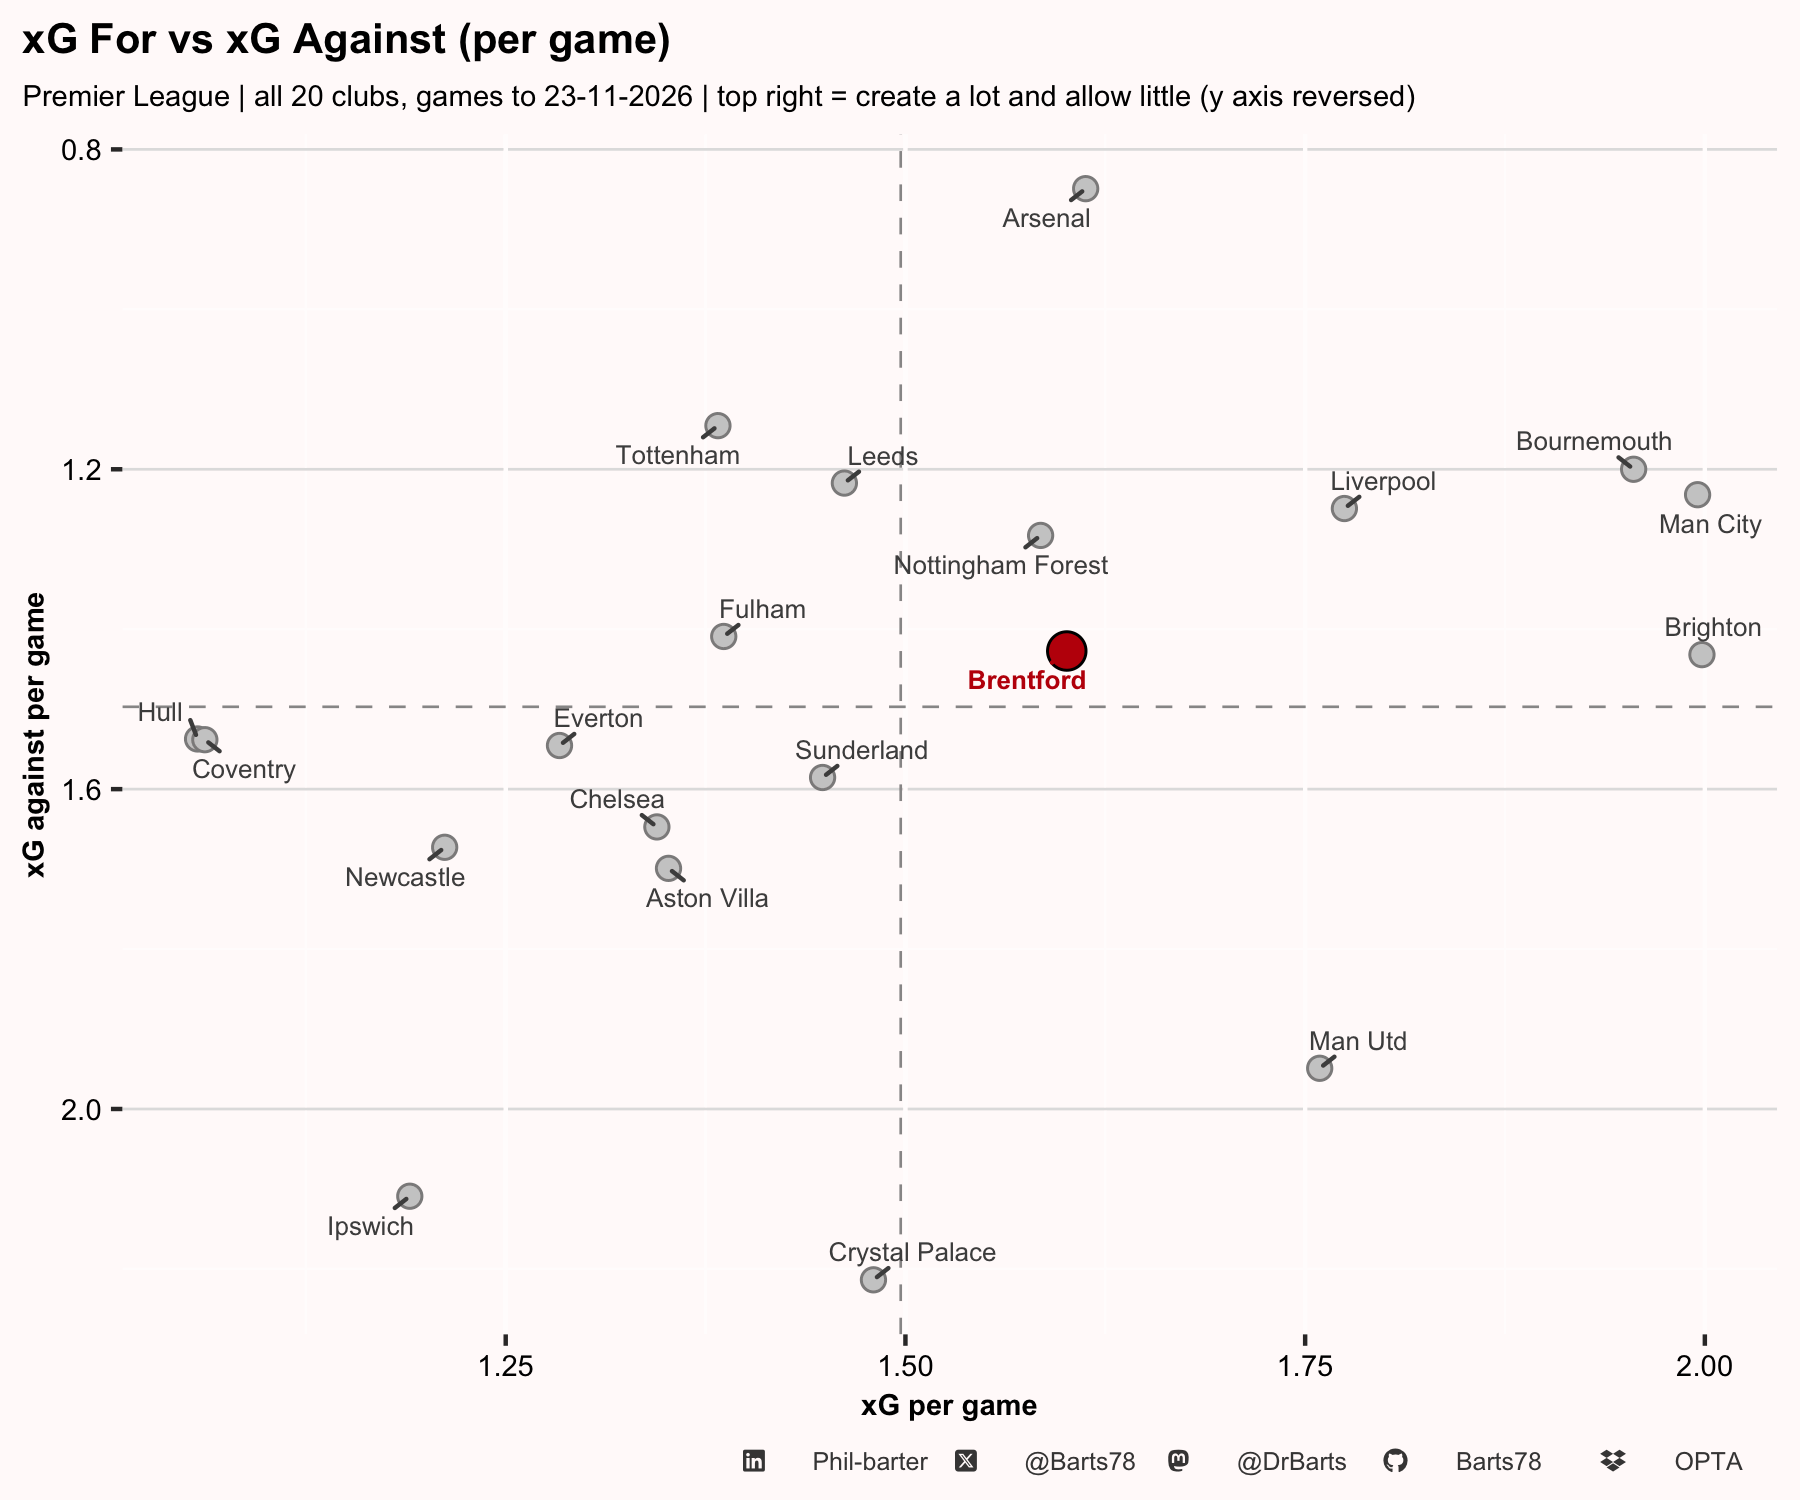 xG For vs xG Against (per game)
Premier League | all 20 clubs, games to 23-11-2026 | top right = create a lot and allow little (y axis reversed)
0.8
Arsenal
Tottenham
Leeds
Bournemouth
1.2
Liverpool
Man City
Nottingham Forest
Fulham
Brighton
Brentford
xG against per game
Hull
Everton
Coventry
Sunderland
1.6
Chelsea
Newcastle
Aston Villa
Man Utd
2.0
Ipswich
Crystal Palace
1.25 1.50 1.75 2.00
xG per game
Phil-barter @Barts78 @DrBarts Barts78 OPTA